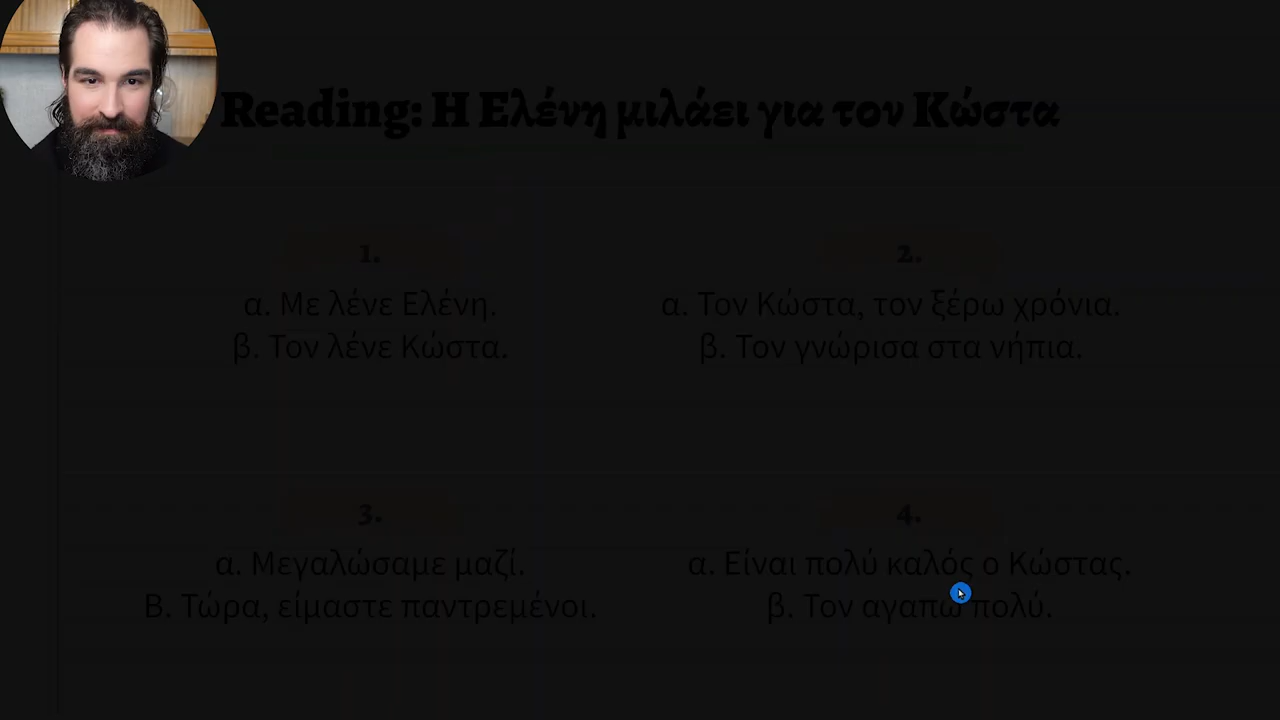 Reading: Η Ελένη μιλάει για τον Κώστα
1.
α. Με λένε Ελένη.
β. Τον λένε Κώστα.
2.
α. Τον Κώστα, τον ξέρω χρόνια.
β. Τον γνώρισα στα νήπια.
3.
α. Μεγαλώσαμε μαζί.
Β. Τώρα, είμαστε παντρεμένοι.
4.
α. Είναι πολύ καλός ο Κώστας.
β. Τον αγαπώ πολύ.